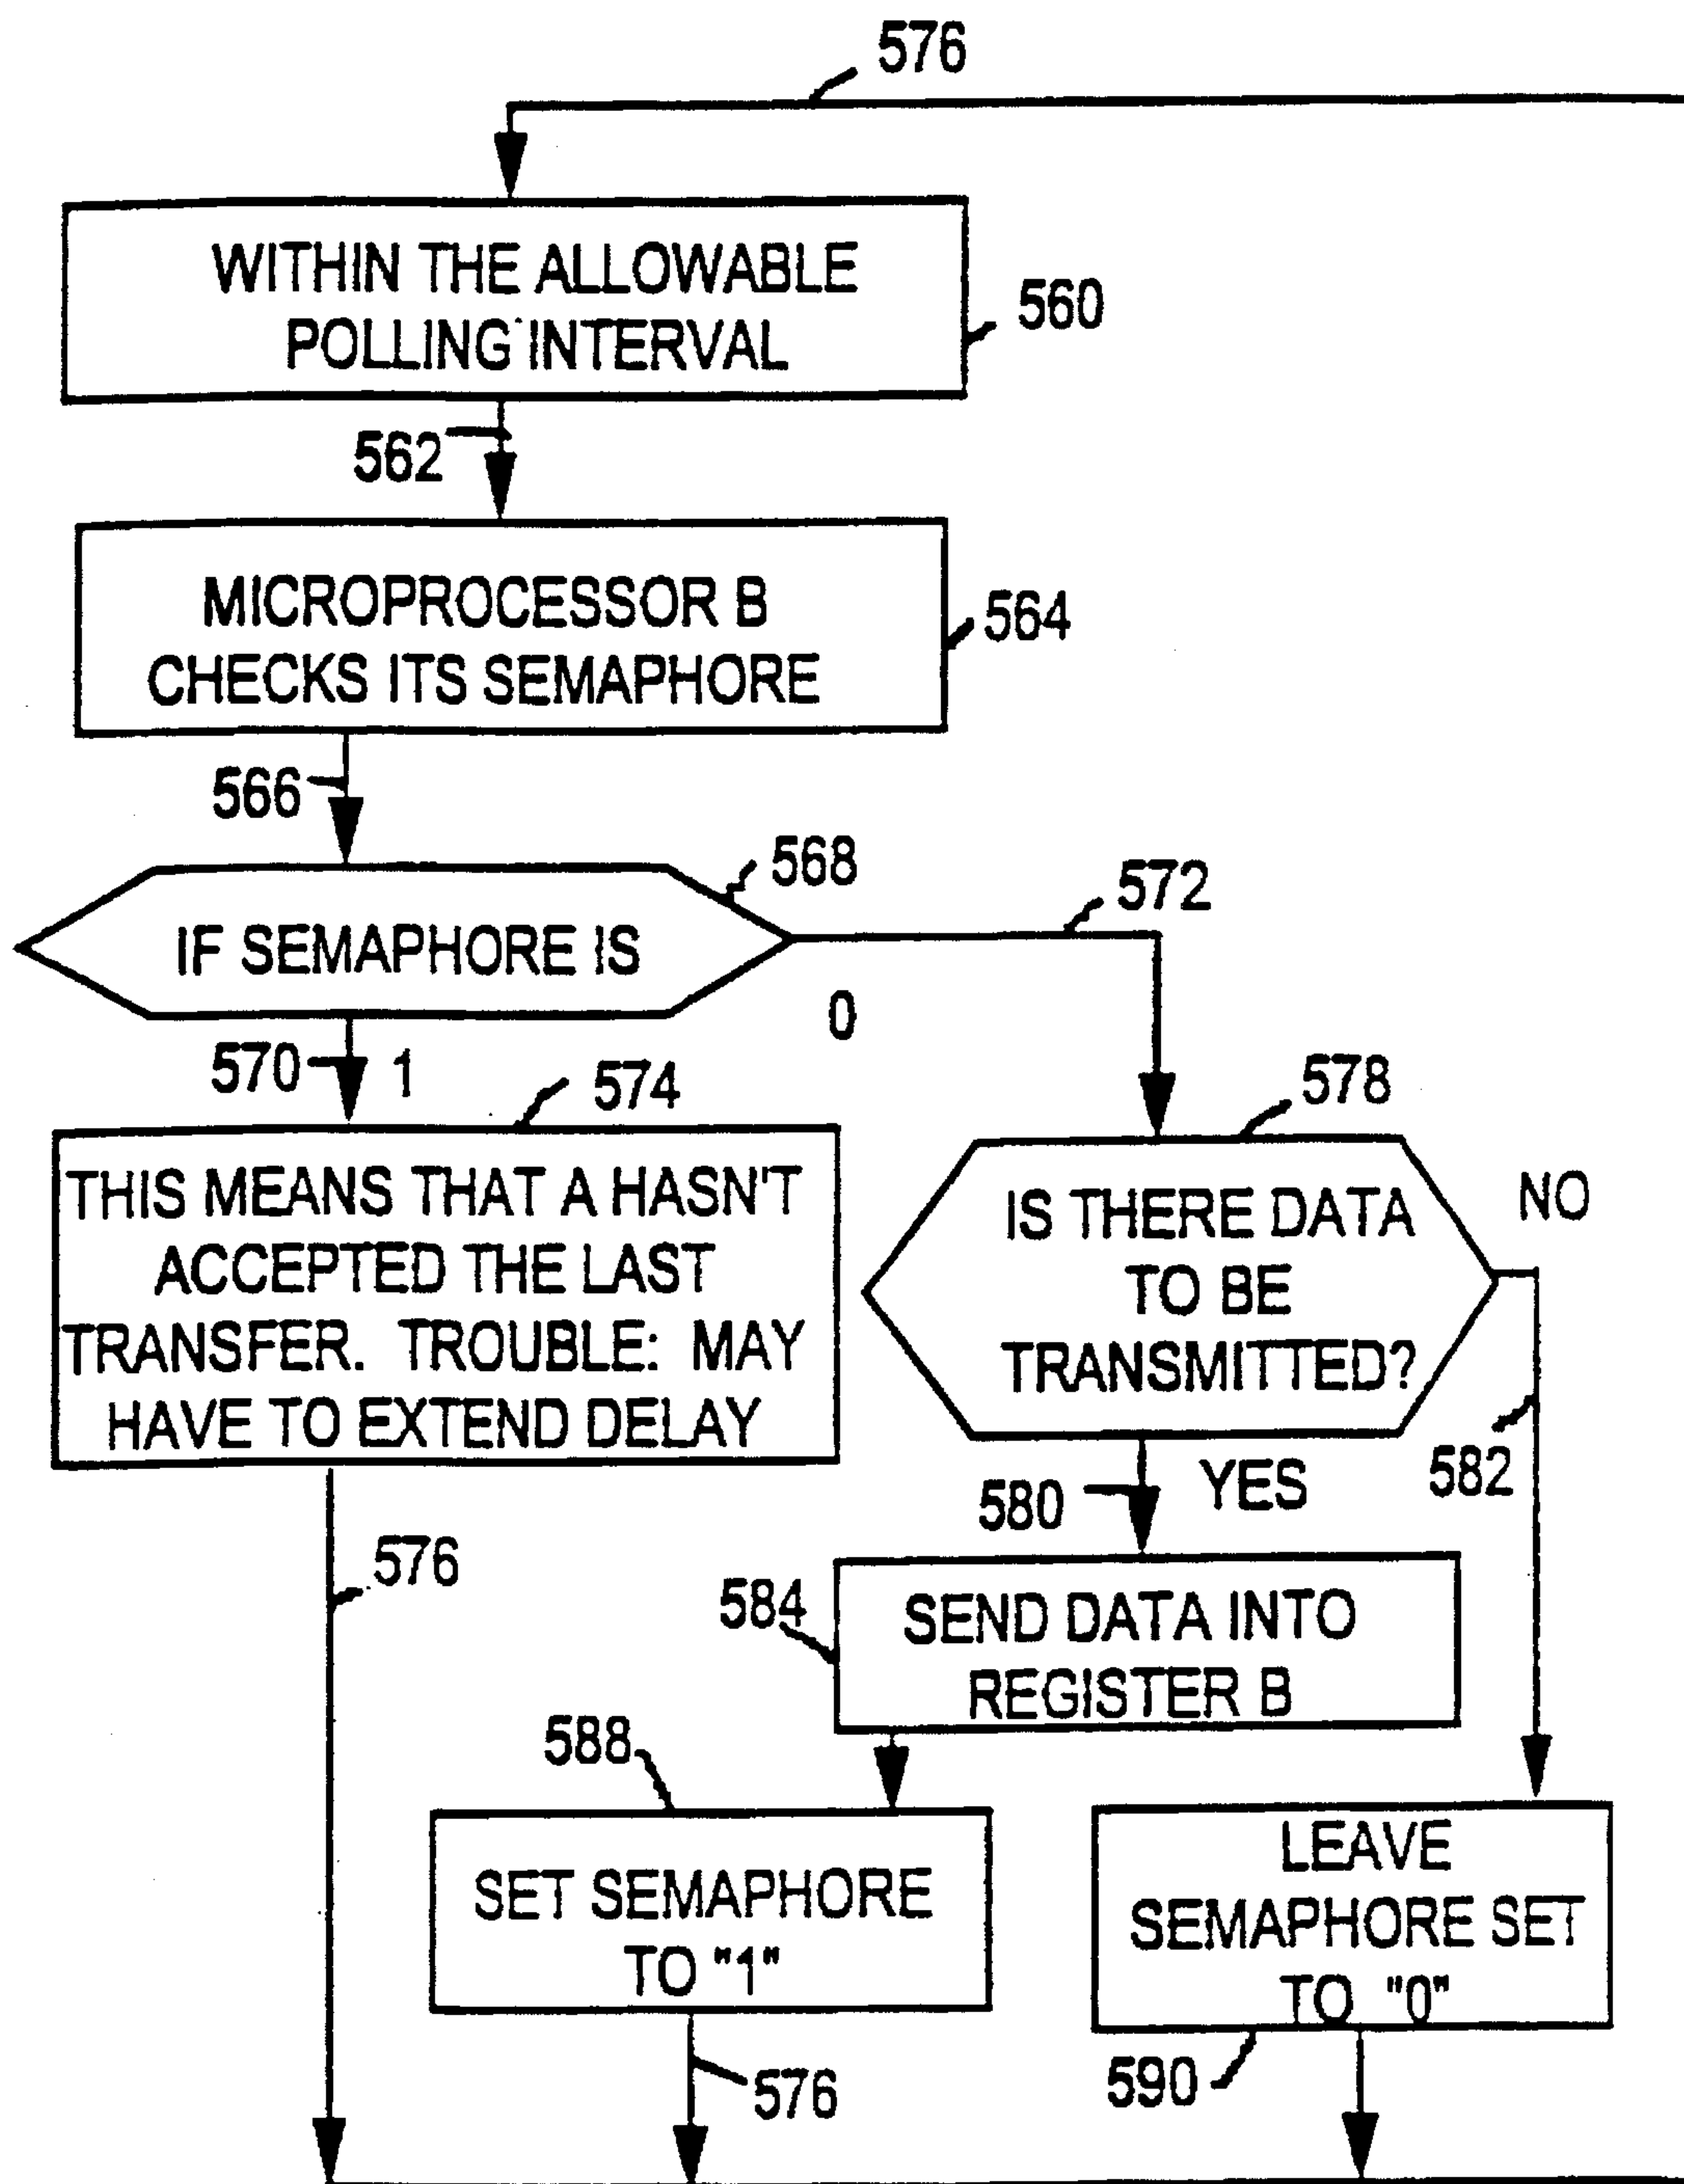 576
WITHIN THE ALLOWABLE
POLLING INTERVAL
560
562
MICROPROCESSOR B
CHECKS ITS SEMAPHORE
564
566
568
IF SEMAPHORE IS
572
0
570
1
574
578
THIS MEANS THAT A HASN'T
ACCEPTED THE LAST
TRANSFER. TROUBLE: MAY
HAVE TO EXTEND DELAY
IS THERE DATA
TO BE
TRANSMITTED?
NO
580
YES
582
576
584
SEND DATA INTO
REGISTER B
588
SET SEMAPHORE
TO "1"
LEAVE
SEMAPHORE SET
TO "0"
576
590